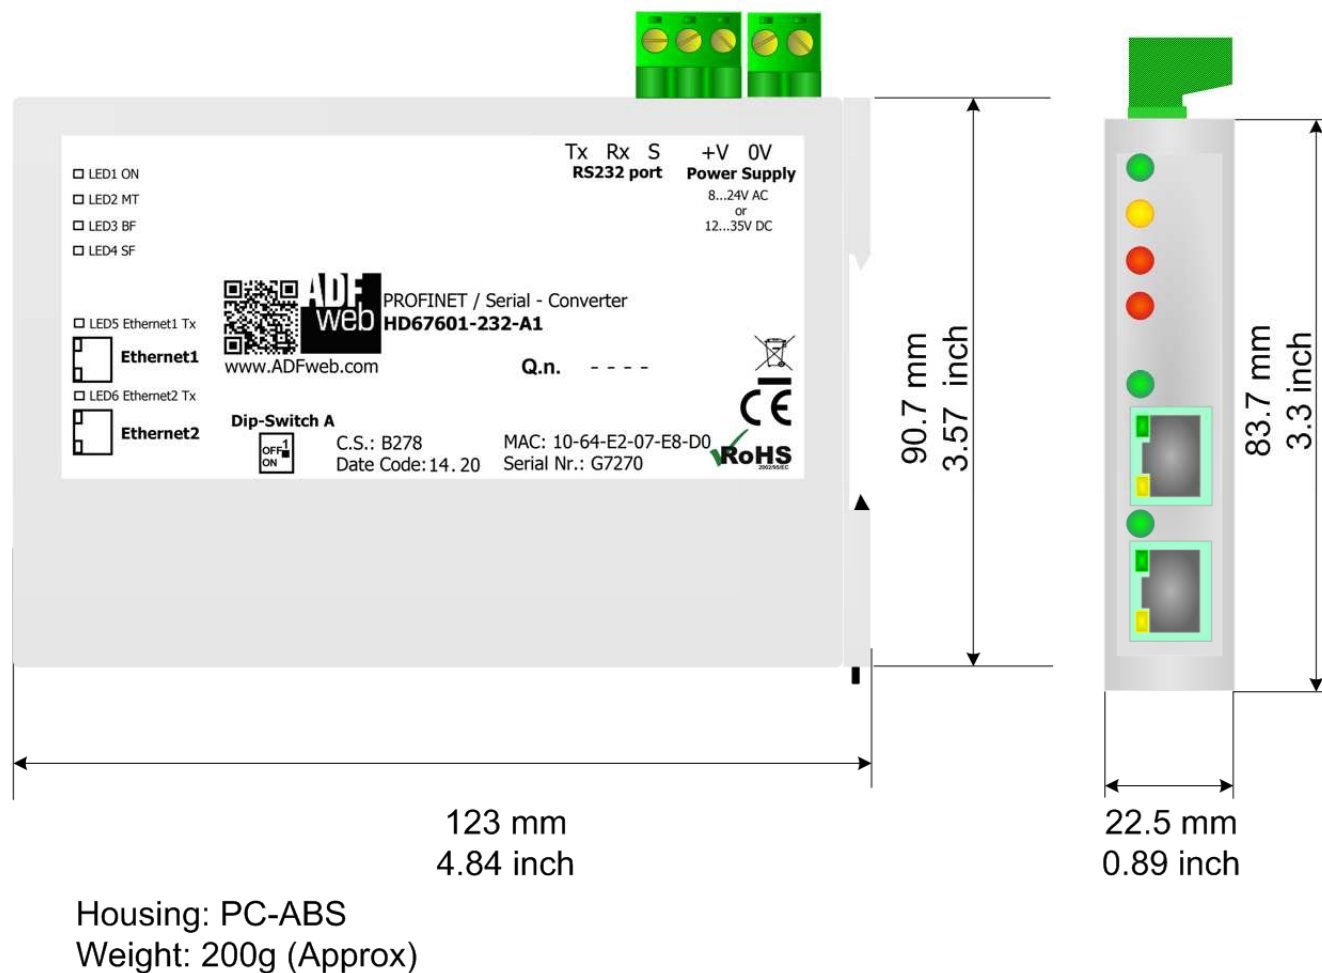 Tx Rx S +V 0V
RS232 port Power Supply
8...24V AC
or
12...35V DC
LED1 ON
LED2 MT
LED3 BF
LED4 SF
ADF
web
PROFINET / Serial - Converter
HD67601-232-A1
www.ADFweb.com
Q.n. - - - -
LED5 Ethernet1 Tx
Ethernet1
LED6 Ethernet2 Tx
Ethernet2
Dip-Switch A
OFF 1
ON
C.S.: B278
Date Code: 14. 20
MAC: 10-64-E2-07-E8-D0
Serial Nr.: G7270
CE
RoHS
2002/95/EC
90.7 mm
3.57 inch
83.7 mm
3.3 inch
123 mm
4.84 inch
22.5 mm
0.89 inch
Housing: PC-ABS
Weight: 200g (Approx)